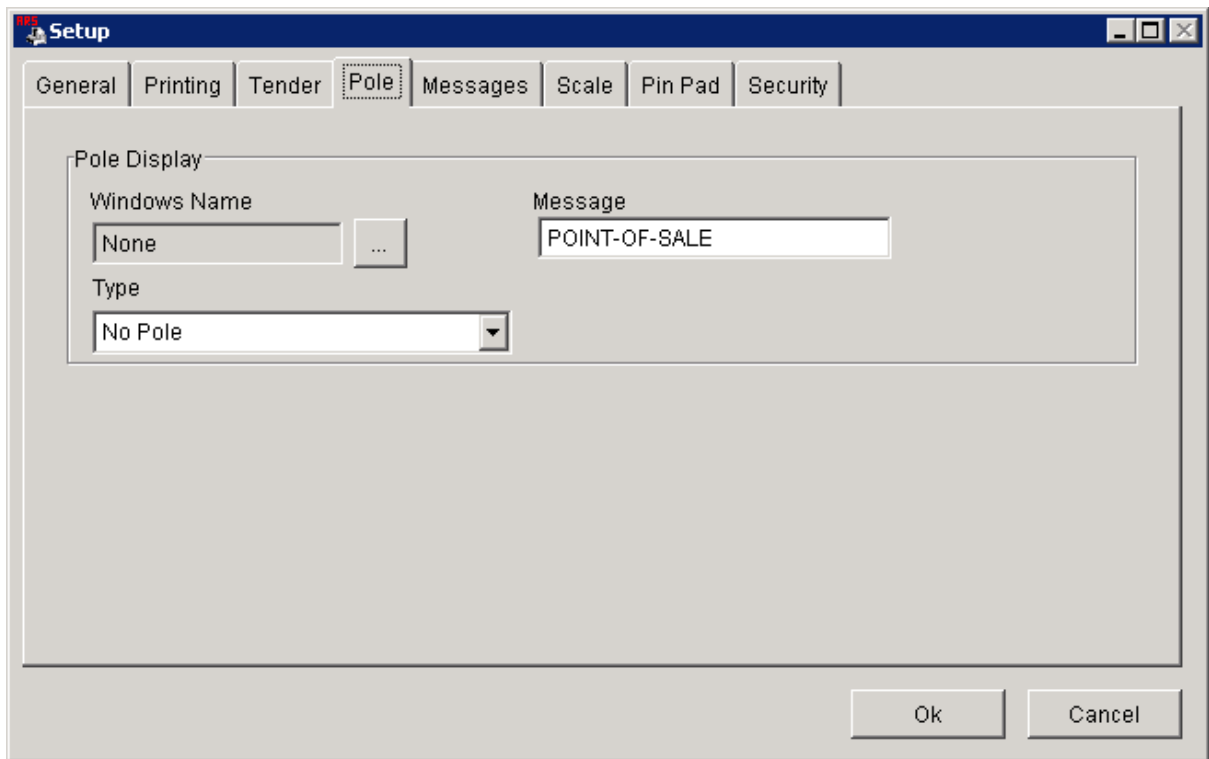 ARS
Setup
General Printing Tender Pole Messages Scale Pin Pad Security
Pole Display
Windows Name Message
None ... POINT-OF-SALE
Type
No Pole
Ok Cancel